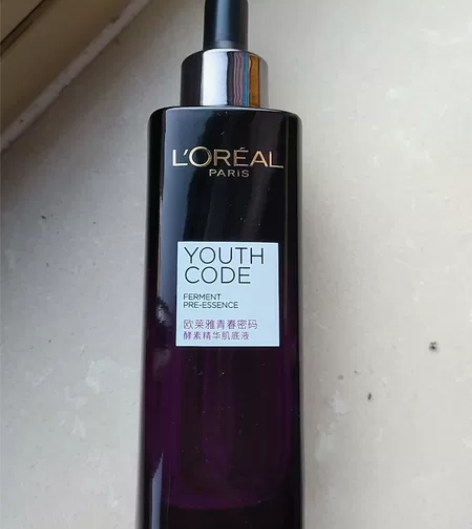 L'ORÉAL
PARIS
YOUTH
CODE
FERMENT
PRE-ESSENCE
欧莱雅青春密码
酵素精华肌底液